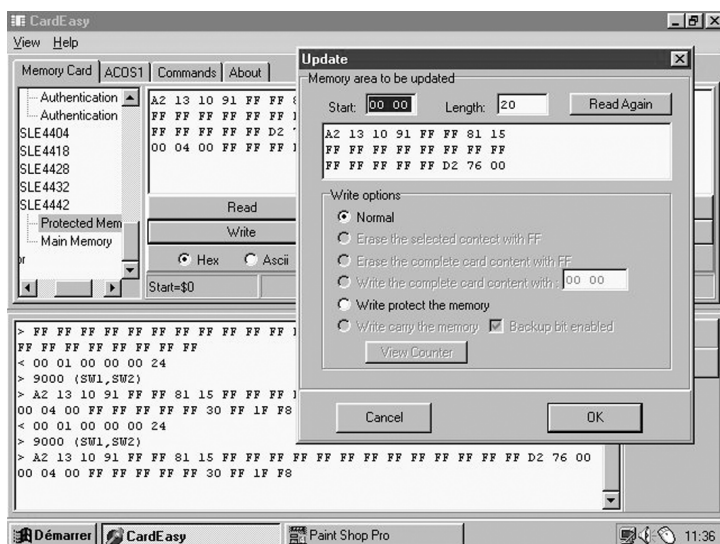 CardEasy
View Help
Memory Card ACOS1 Commands About
Authentication
Authentication
SLE4404
SLE4418
SLE4428
SLE4432
SLE4442
Protected Mem
Main Memory
or
A2 13 10 91 FF FF 8
FF FF FF FF FF FF
FF FF FF FF FF D2 7
00 04 00 FF FF FF
Read
Write
Hex Ascii
Start=$0
Update
Memory area to be updated
Start: 00 00 Length: 20 Read Again
A2 13 10 91 FF FF 81 15
FF FF FF FF FF FF FF FF
FF FF FF FF FF D2 76 00
Write options
Normal
Erase the selected contect with FF
Erase the complete card content with FF
Write the complete card content with : 00 00
Write protect the memory
Write carry the memory Backup bit enabled
View Counter
Cancel OK
> FF FF FF FF FF FF FF FF FF FF FF FF
FF FF FF FF FF FF FF FF
< 00 01 00 00 00 24
> 9000 (SW1,SW2)
> A2 13 10 91 FF FF 81 15 FF FF FF
00 04 00 FF FF FF FF FF 30 FF 1F F8
< 00 01 00 00 00 24
> 9000 (SW1,SW2)
> A2 13 10 91 FF FF 81 15 FF FF FF FF FF FF FF FF FF FF FF FF FF D2 76 00
00 04 00 FF FF FF FF FF 30 FF 1F F8
Démarrer CardEasy Paint Shop Pro 11:36